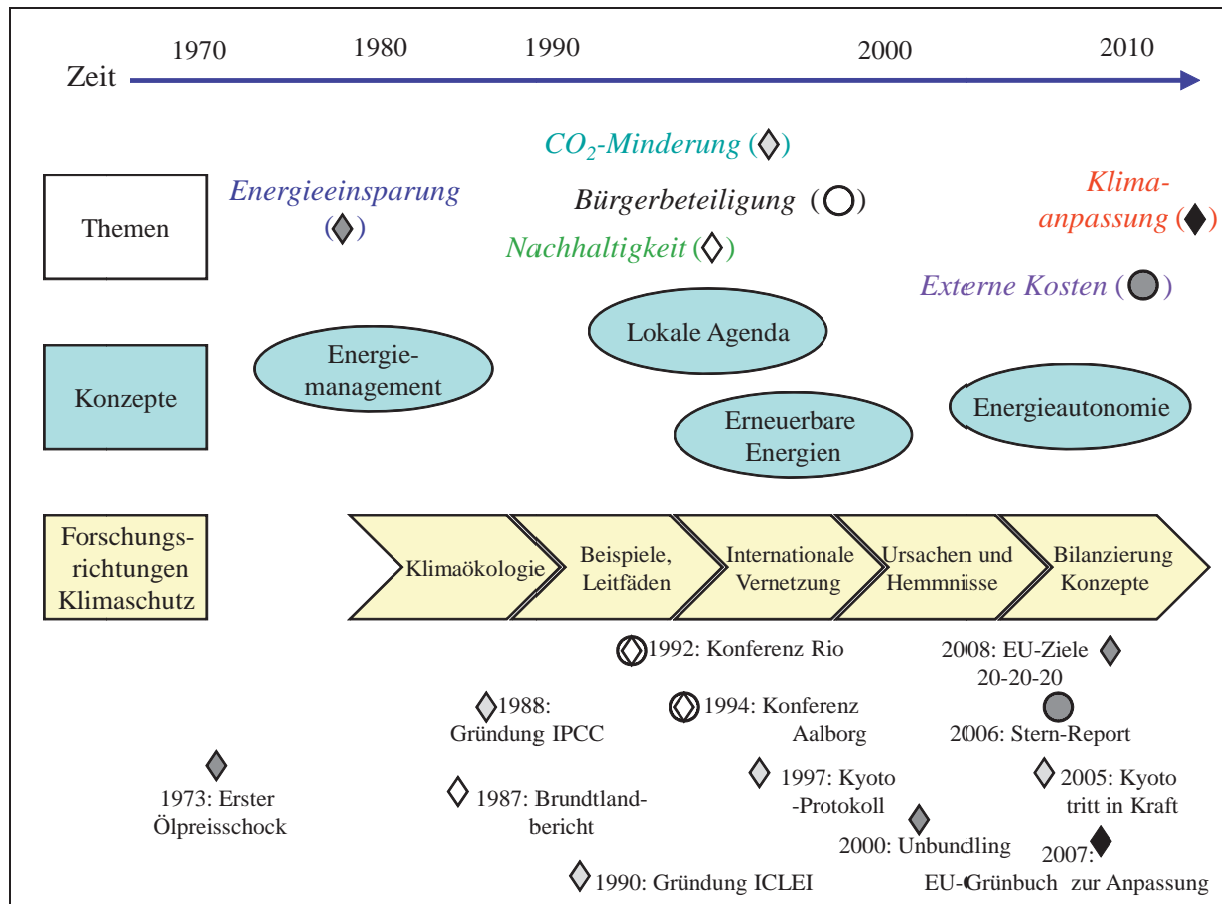 1970 1980 1990 2000 2010
Zeit
CO₂-Minderung ( )
Themen
Energieeinsparung
( )
Bürgerbeteiligung ( )
Nachhaltigkeit ( )
Klima-
anpassung ( )
Externe Kosten ( )
Konzepte
Energie-
management
Lokale Agenda
Erneuerbare
Energien
Energieautonomie
Forschungs-
richtungen
Klimaschutz
Klimaökologie
Beispiele,
Leitfäden
Internationale
Vernetzung
Ursachen und
Hemmnisse
Bilanzierung
Konzepte
1992: Konferenz Rio
2008: EU-Ziele
20-20-20
1988:
Gründung IPCC
1994: Konferenz
Aalborg
2006: Stern-Report
1973: Erster
Ölpreisschock
1987: Brundtland-
bericht
1997: Kyoto
-Protokoll
2005: Kyoto
tritt in Kraft
2000: Unbundling
2007:
EU-Grünbuch zur Anpassung
1990: Gründung ICLEI